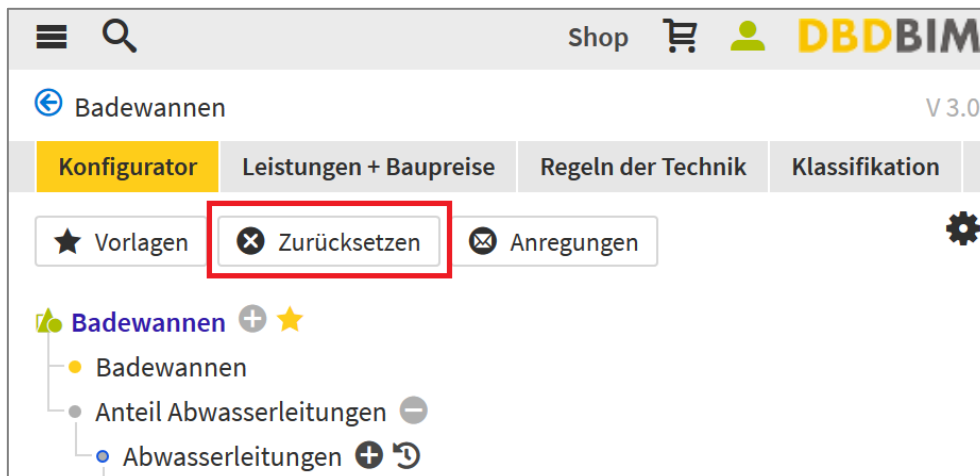 Shop DBDBIM
Badewannen V 3.0
Konfigurator Leistungen + Baupreise Regeln der Technik Klassifikation
Vorlagen Zurücksetzen Anregungen
Badewannen
Badewannen
Anteil Abwasserleitungen
Abwasserleitungen